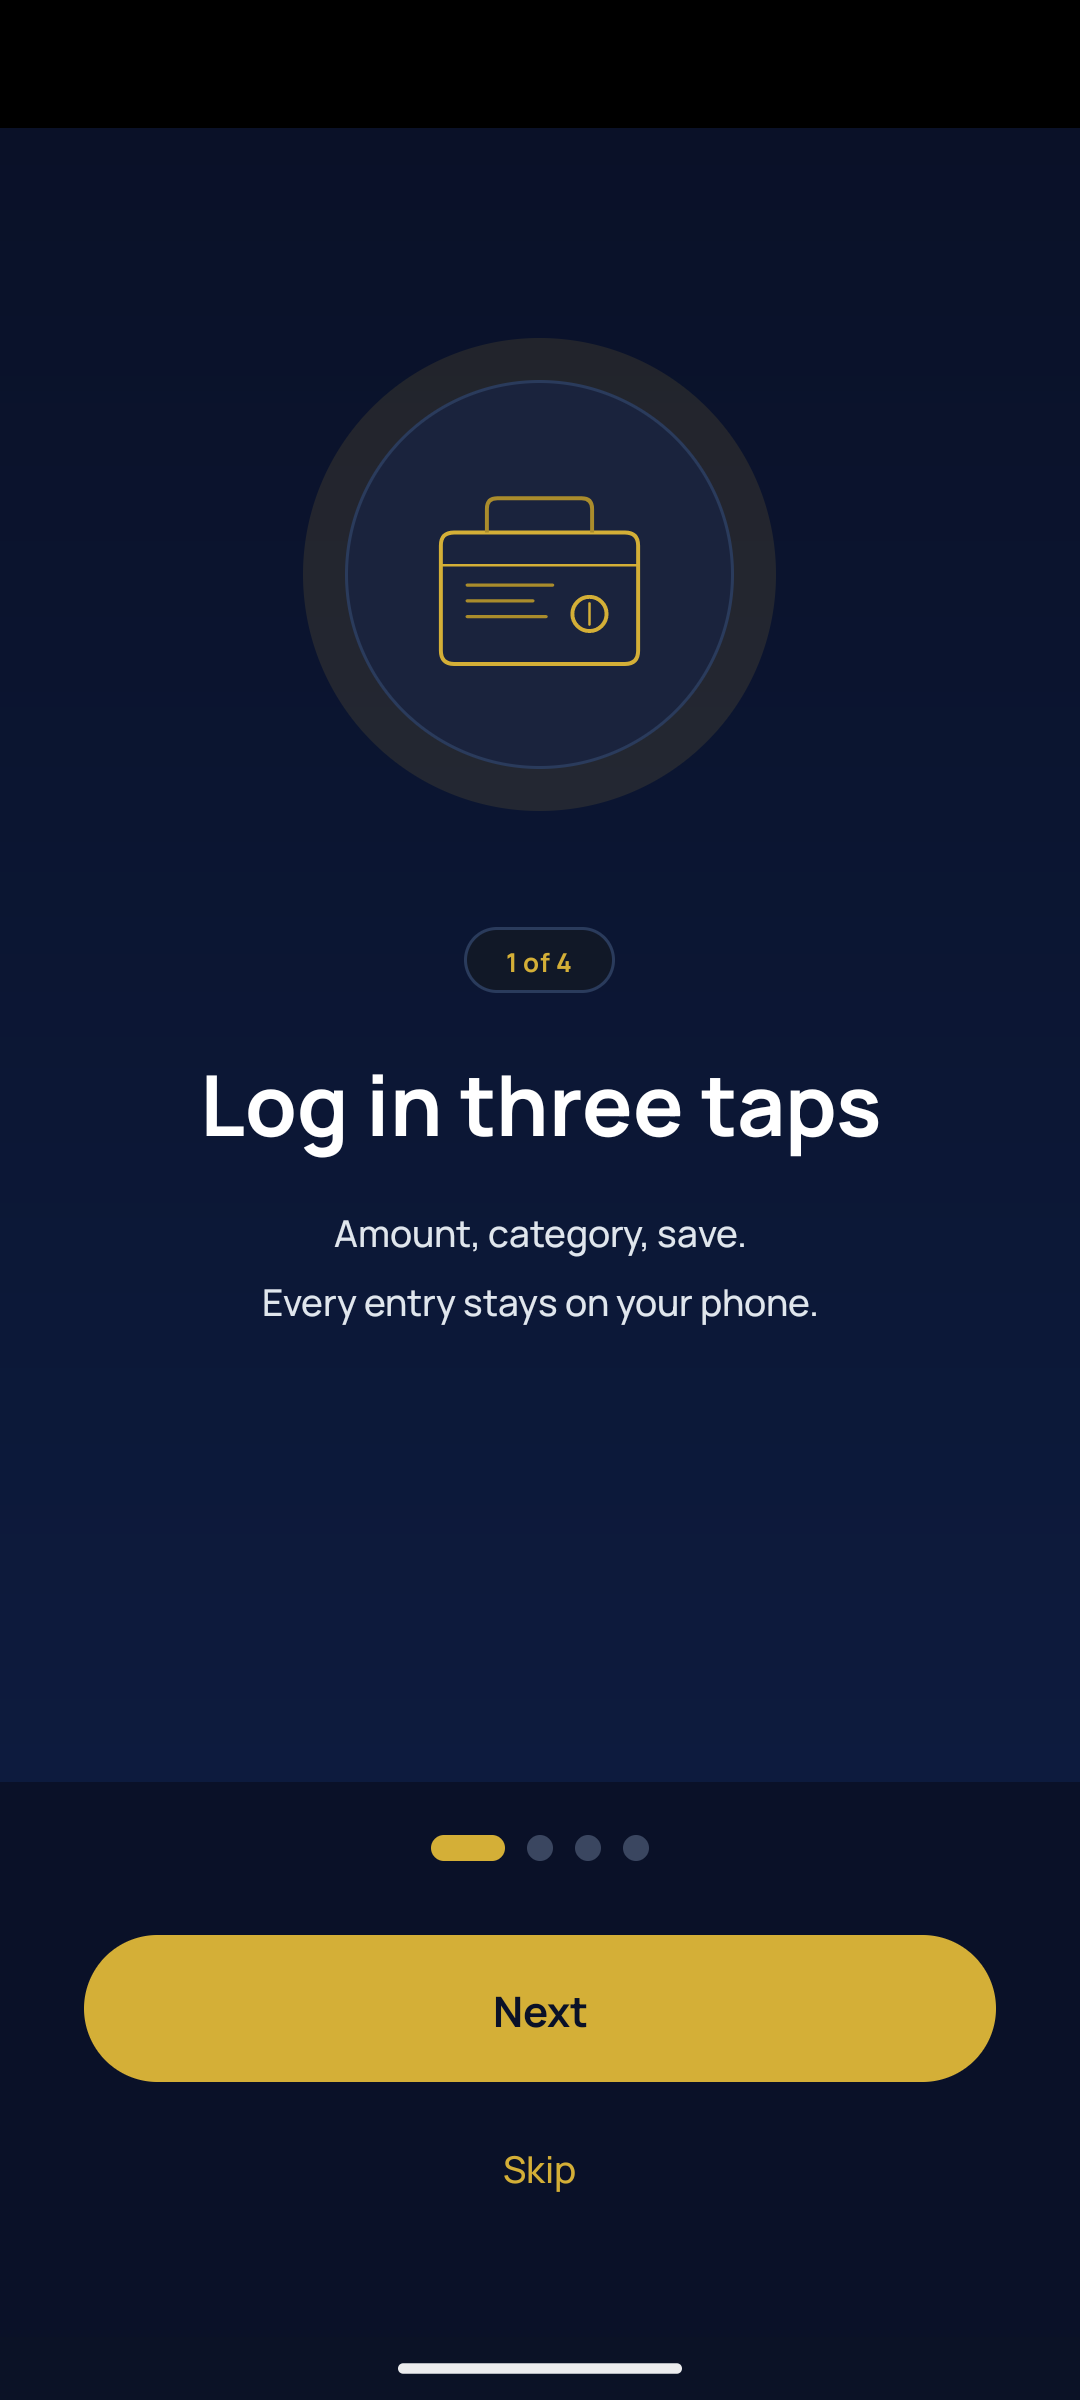 1 of 4
Log in three taps
Amount, category, save.
Every entry stays on your phone.
Next
Skip